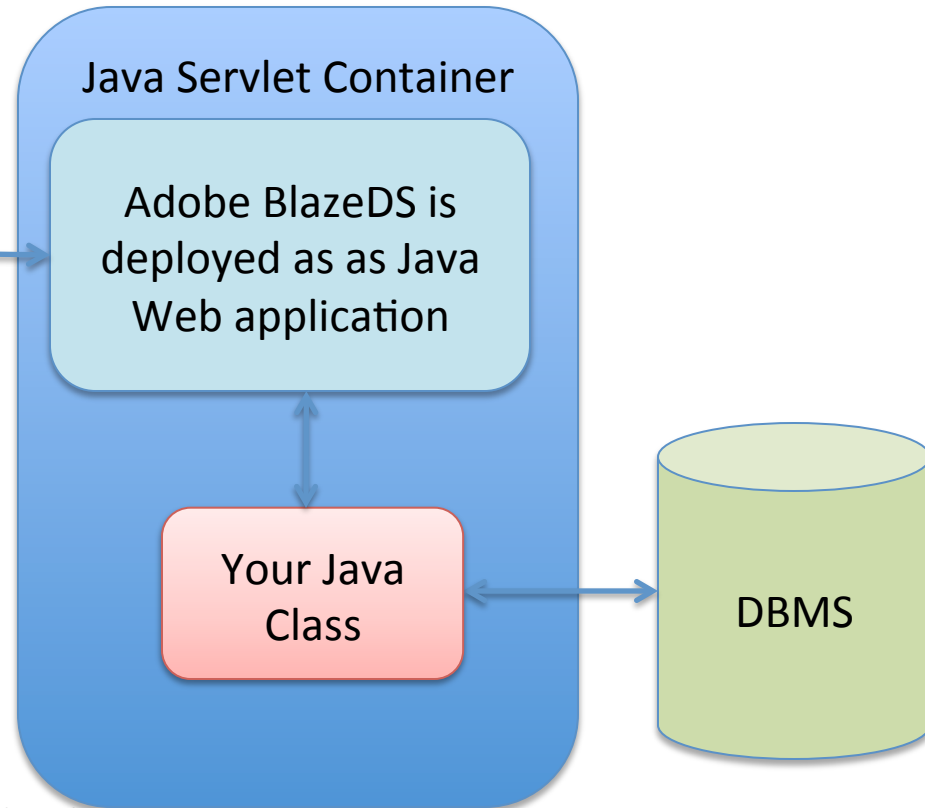 Java Servlet Container
Adobe BlazeDS is
deployed as as Java
Web application
Your Java
Class
DBMS